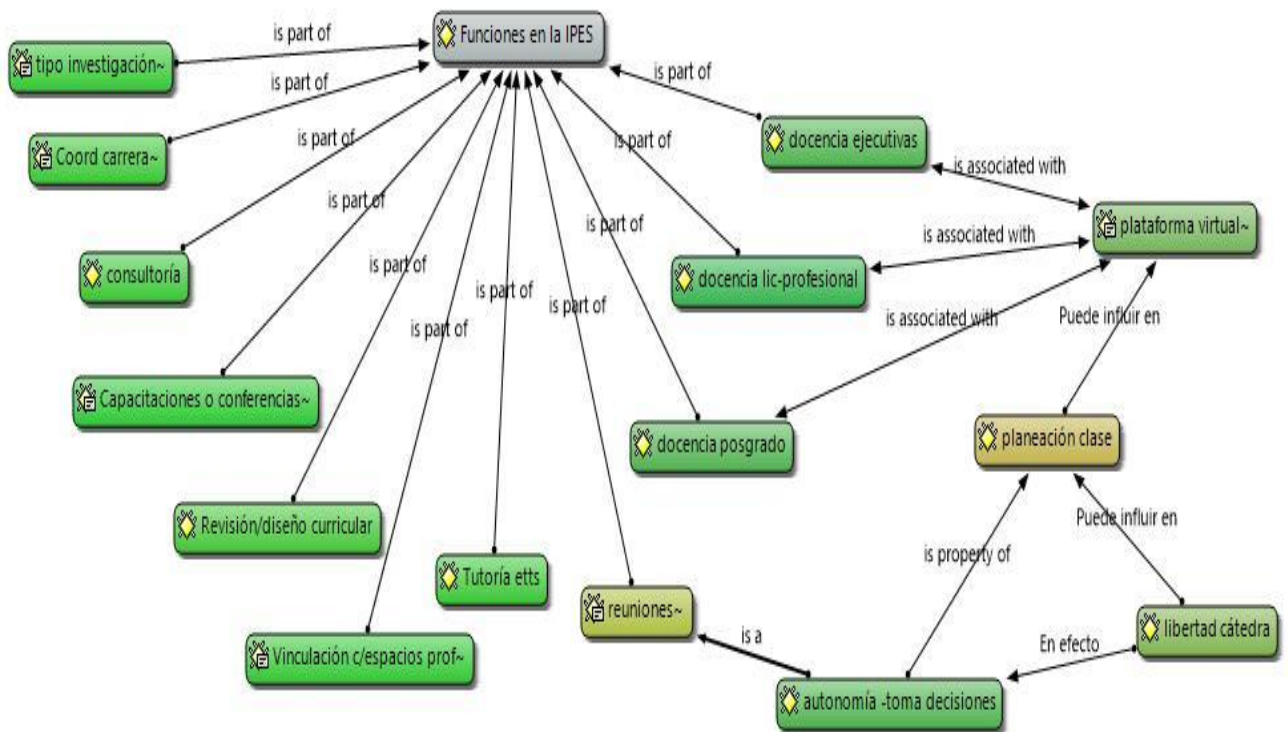 Funciones en la IPES
is part of
tipo investigación~
is part of
is part of
Coord carrera~
is part of
is part of
docencia ejecutivas
is associated with
is part of
plataforma virtual~
is associated with
consultoría
is part of
docencia lic-profesional
is part of
is part of
is part of
is associated with
Puede influir en
is part of
Capacitaciones o conferencias~
docencia posgrado
planeación clase
Revisión/diseño curricular
Puede influir en
is property of
Tutoría etts
reuniones~
libertad cátedra
is a
En efecto
Vinculación c/espacios prof~
autonomía -toma decisiones